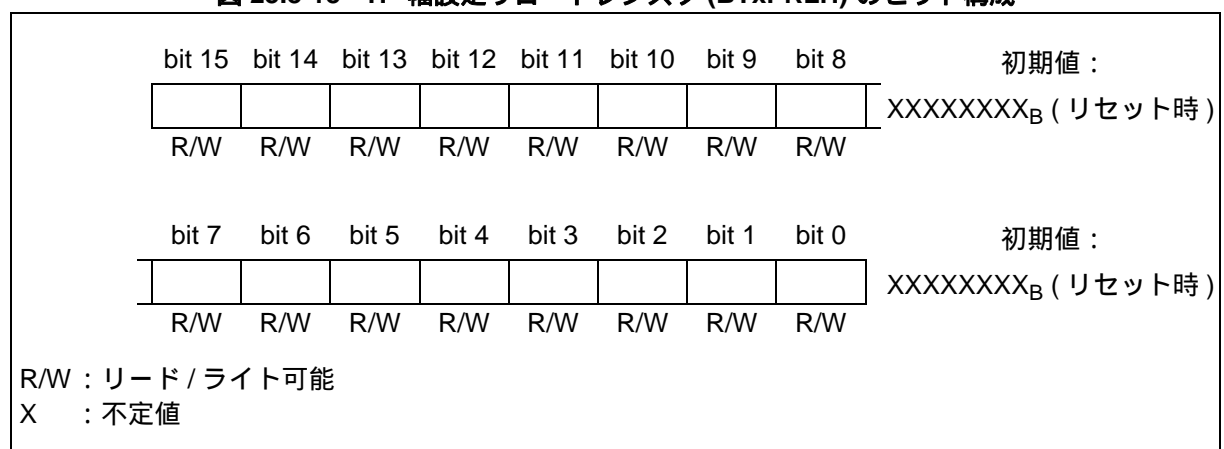 bit 15 bit 14 bit 13 bit 12 bit 11 bit 10 bit 9 bit 8 初期値：
XXXXXXXXB ( リセット時 )
R/W R/W R/W R/W R/W R/W R/W R/W
bit 7 bit 6 bit 5 bit 4 bit 3 bit 2 bit 1 bit 0 初期値：
XXXXXXXXB ( リセット時 )
R/W R/W R/W R/W R/W R/W R/W R/W
R/W：リード / ライト可能
X ：不定値